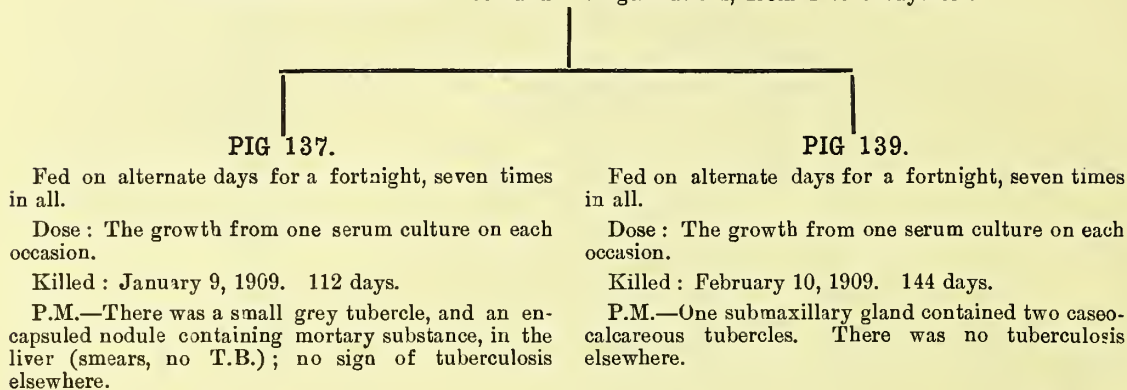 PIG 137.
Fed on alternate days for a fortnight, seven times
in all.
Dose : The growth from one serum culture on each
occasion.
Killed : January 9, 1909. 112 days.
P.M.—There was a small grey tubercle, and an en-
capsuled nodule containing mortary substance, in the
liver (smears, no T.B.) ; no sign of tuberculosis
elsewhere.
PIG 139.
Fed on alternate days for a fortnight, seven times
in all.
Dose : The growth from one serum culture on each
occasion.
Killed : February 10, 1909. 144 days.
P.M.—One submaxillary gland contained two caseo-
calcareous tubercles. There was no tuberculosis
elsewhere.